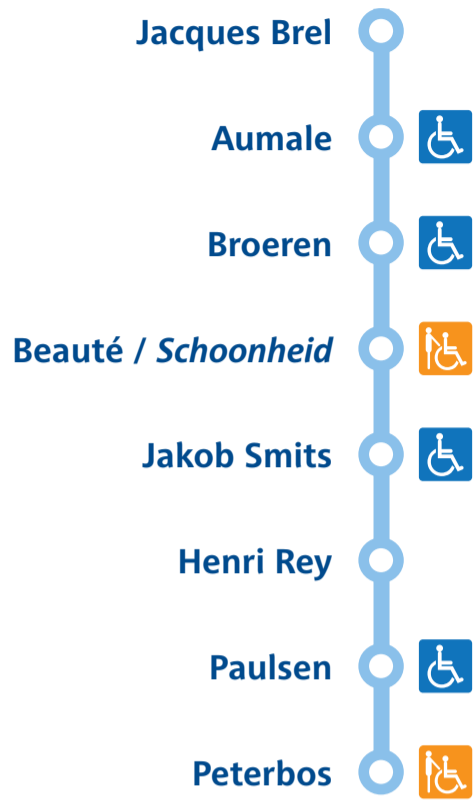 Jacques Brel
Aumale
Broeren
Beauté / Schoonheid
Jakob Smits
Henri Rey
Paulsen
Peterbos